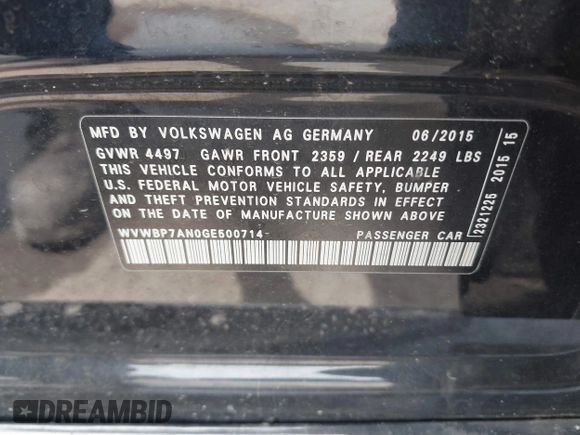 MFD BY VOLKSWAGEN AG GERMANY 06/2015
GVWR 4497 GAWR FRONT 2359 / REAR 2249 LBS
THIS VEHICLE CONFORMS TO ALL APPLICABLE
U.S. FEDERAL MOTOR VEHICLE SAFETY, BUMPER
AND THEFT PREVENTION STANDARDS IN EFFECT
ON THE DATE OF MANUFACTURE SHOWN ABOVE
WVWBP7AN0GE500714 PASSENGER CAR
2321225 2015 15
DREAMBID